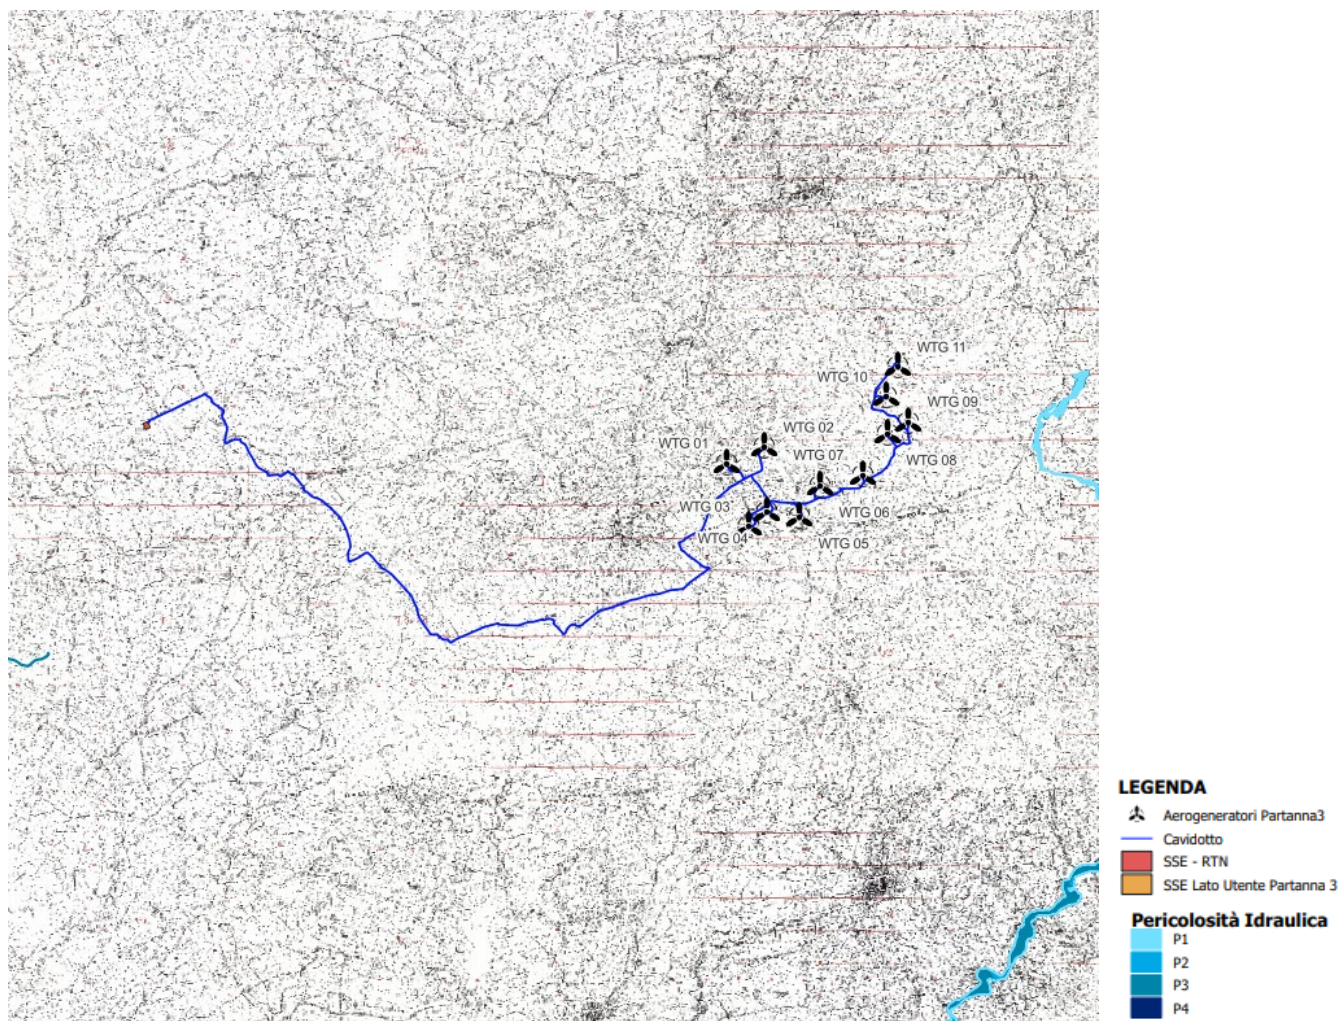 WTG 11
WTG 10
WTG 09
WTG 02
WTG 01
WTG 07
WTG 08
WTG 03
WTG 06
WTG 04
WTG 05
LEGENDA
Aerogeneratori Partanna3
Cavidotto
SSE - RTN
SSE Lato Utente Partanna 3
Pericolosità Idraulica
P1
P2
P3
P4